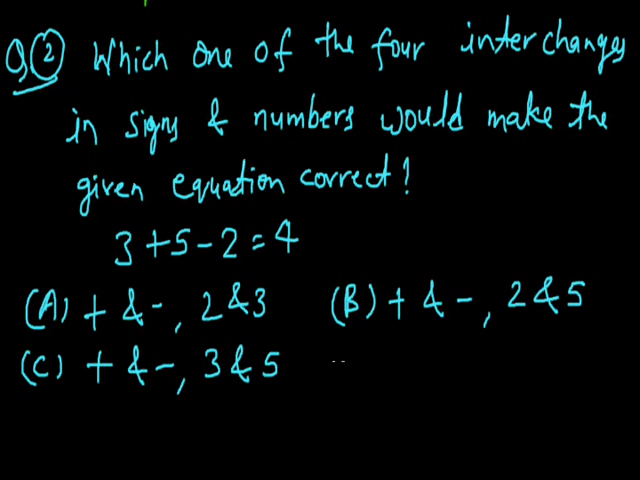 Q② Which one of the four interchanges
in signs & numbers would make the
given equation correct?
3+5-2=4
(A) + & -, 2&3 (B) + & -, 2&5
(C) + & -, 3&5